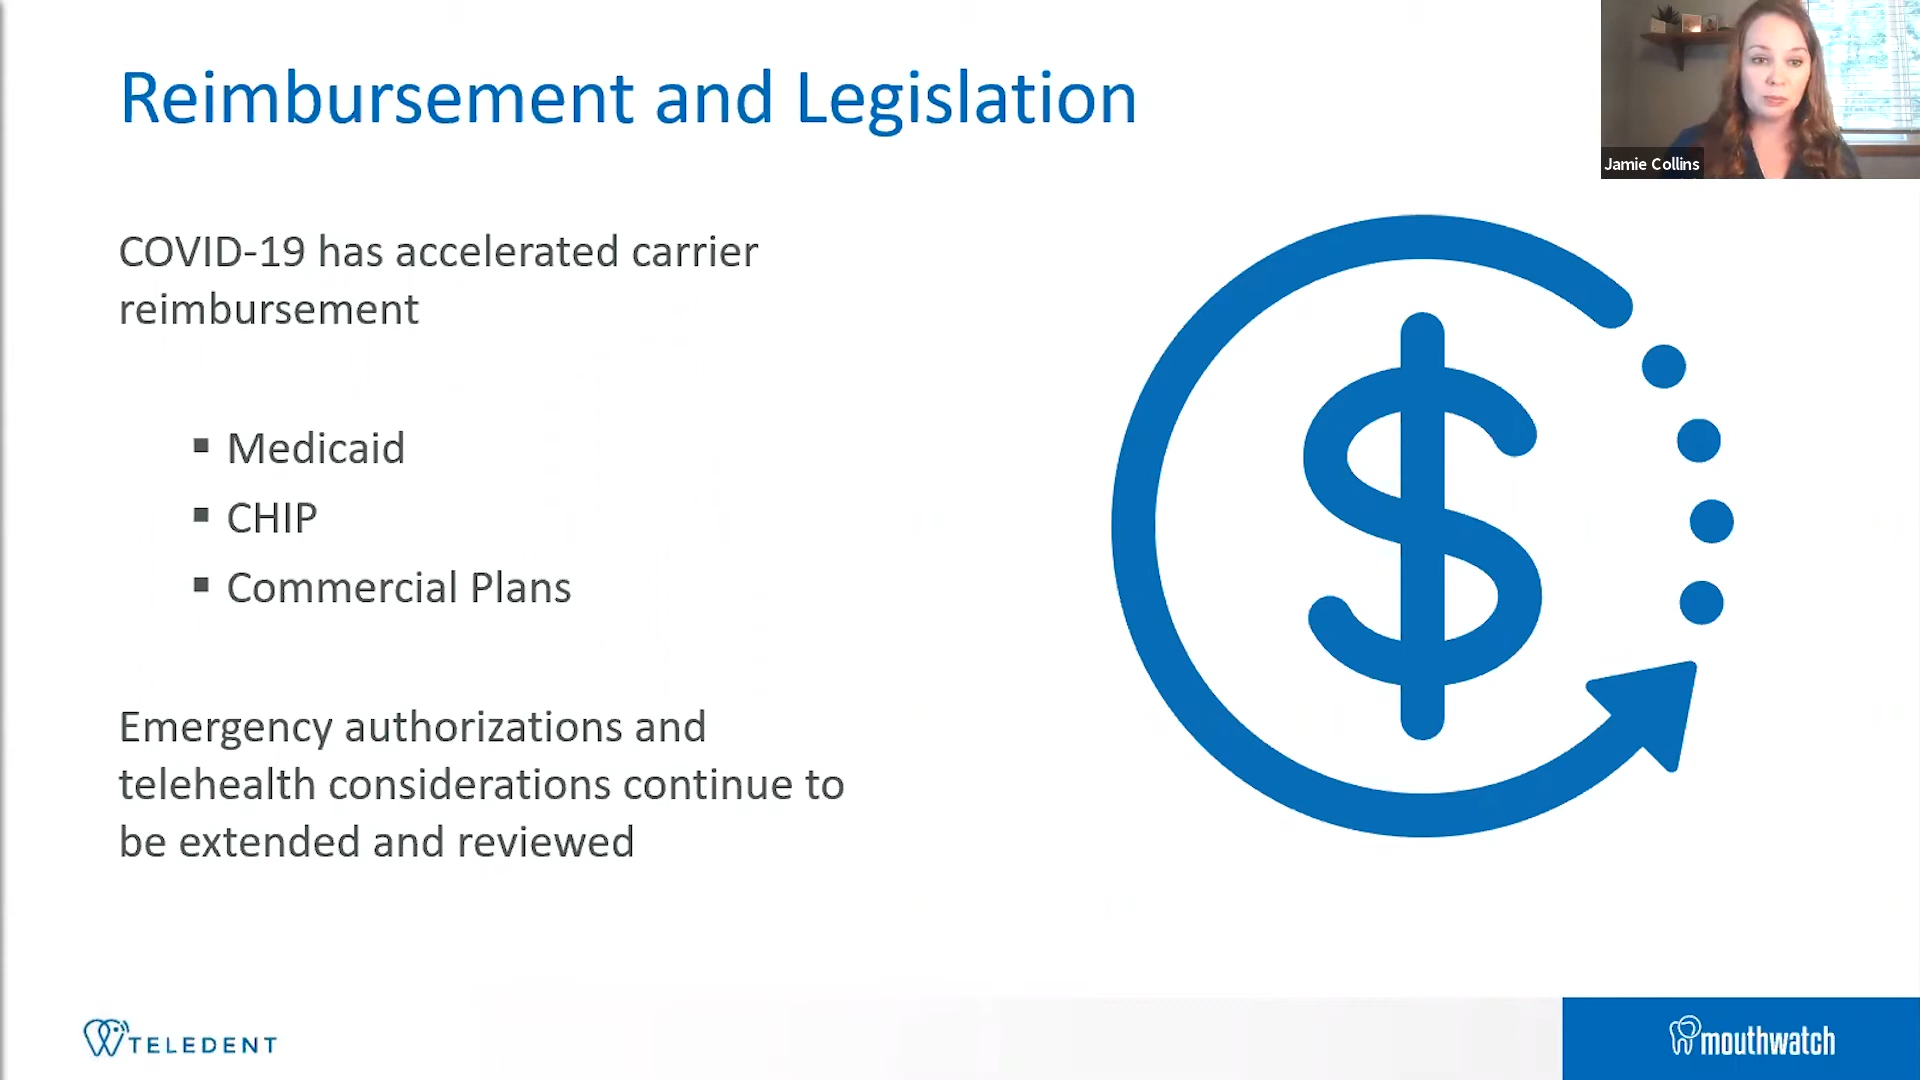 Reimbursement and Legislation
Jamie Collins
COVID-19 has accelerated carrier
reimbursement
▪ Medicaid
▪ CHIP
▪ Commercial Plans
Emergency authorizations and
telehealth considerations continue to
be extended and reviewed
$
TELEDENT
mouthwatch